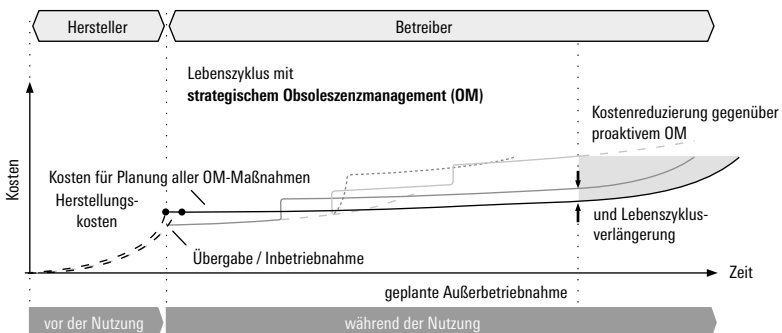 Hersteller
Betreiber
Lebenszyklus mit
strategischem Obsoleszenzmanagement (OM)
Kostenreduzierung gegenüber
proaktivem OM
Kosten
Kosten für Planung aller OM-Maßnahmen
Herstellungs-
kosten
und Lebenszyklus-
verlängerung
Übergabe / Inbetriebnahme
Zeit
geplante Außerbetriebnahme
vor der Nutzung
während der Nutzung